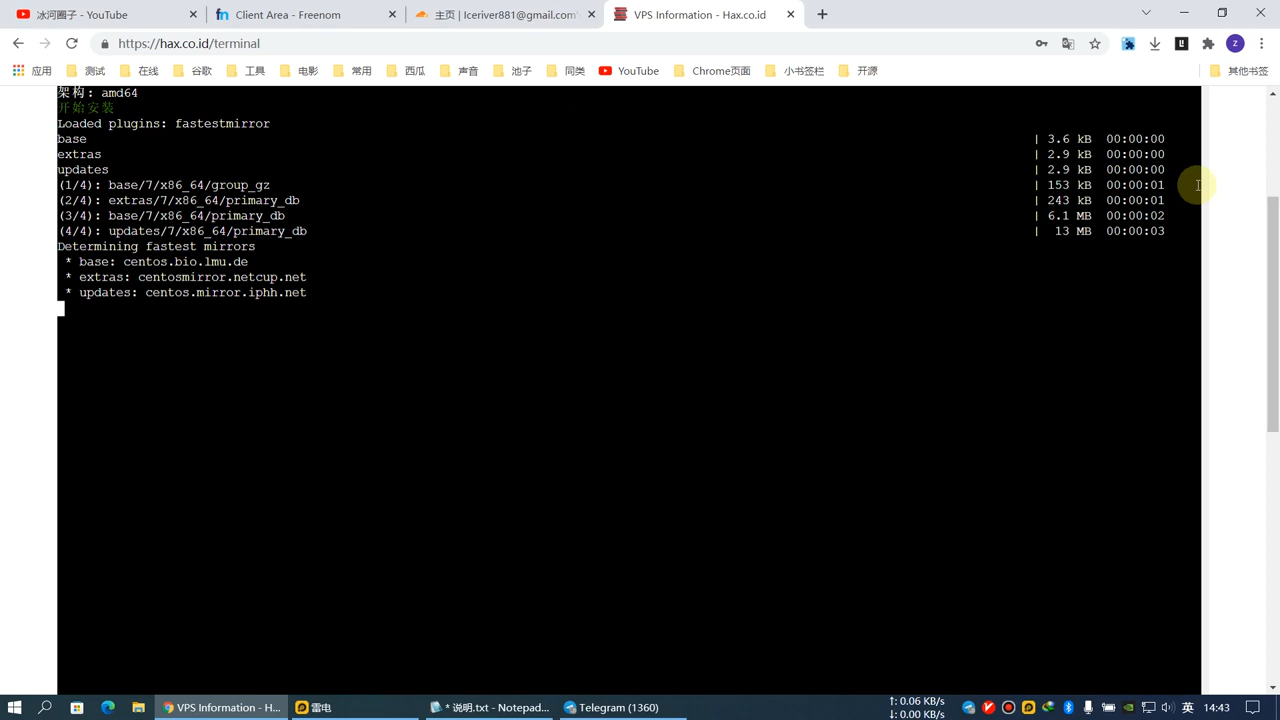 冰河圈子 - YouTube
Client Area - Freenom
主页 | Iceriver881@gmail.com'
VPS Information - Hax.co.id
https://hax.co.id/terminal
应用 测试 在线 谷歌 工具 电影 常用 西瓜 声音 池子 同类 YouTube Chrome页面 小书签栏 开源 其他书签
架构: amd64
开始安装
Loaded plugins: fastestmirror
base | 3.6 kB 00:00:00
extras | 2.9 kB 00:00:00
updates | 2.9 kB 00:00:00
(1/4): base/7/x86_64/group_gz | 153 kB 00:00:01
(2/4): extras/7/x86_64/primary_db | 243 kB 00:00:01
(3/4): base/7/x86_64/primary_db | 6.1 MB 00:00:02
(4/4): updates/7/x86_64/primary_db | 13 MB 00:00:03
Determining fastest mirrors
* base: centos.bio.lmu.de
* extras: centosmirror.netcup.net
* updates: centos.mirror.iphh.net
VPS Information - H...
雷电
* 说明.txt - Notepad...
Telegram (1360)
↑: 0.06 KB/s
↓: 0.00 KB/s
英
14:43